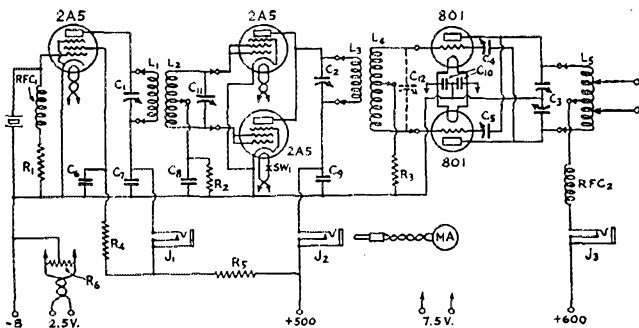 2A5
2A5
801
RFC1
C1
L1
L2
C11
C2
L3
L4
C12
C10
C4
C3
L5
C5
2A5
801
SW1
R1
C6
C7
C8
R2
C9
R3
RFC2
R4
J1
R5
J2
MA
J3
R6
-B
2.5V.
+500
7.5V.
+600